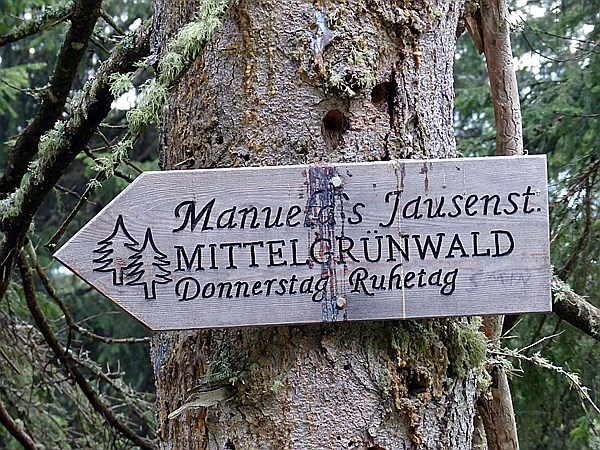 Manuela's Jausenst.
MITTELGRÜNWALD
Donnerstag Ruhetag